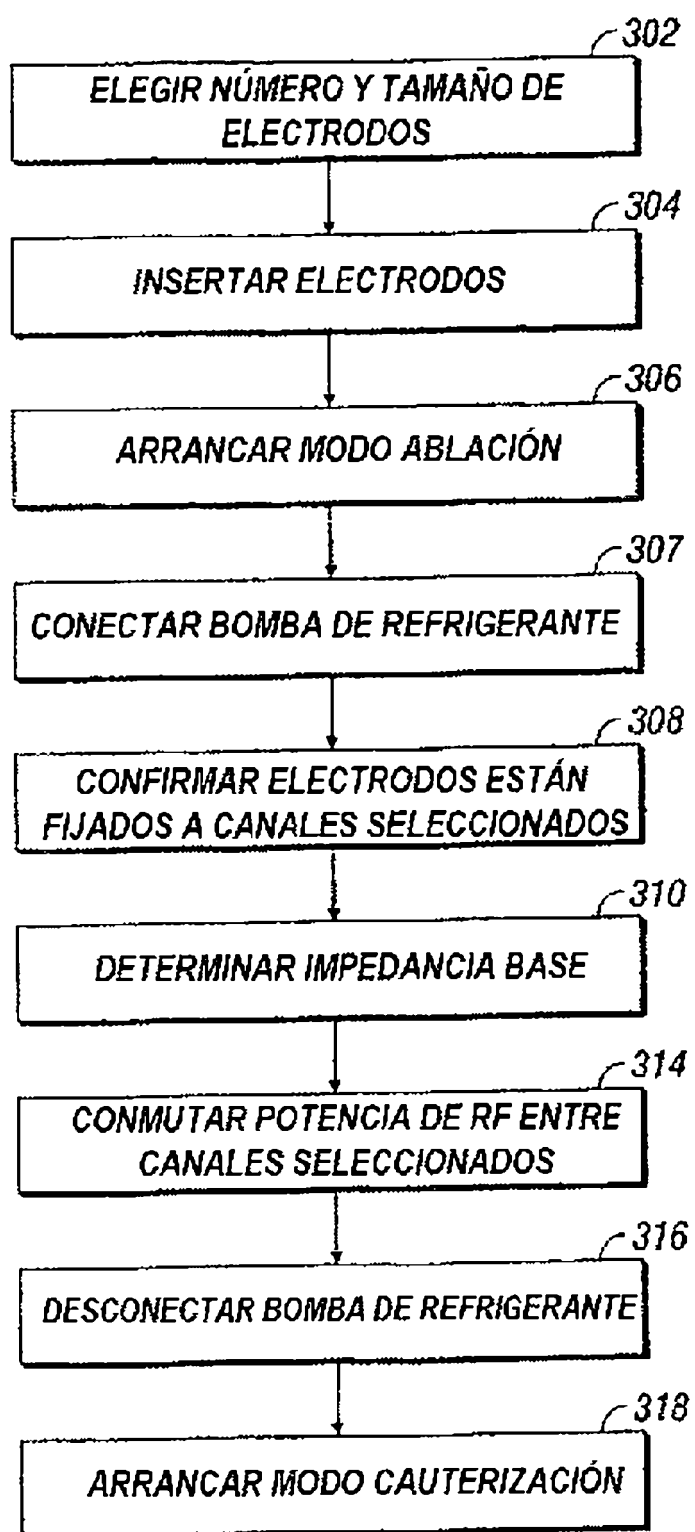 302
ELEGIR NÚMERO Y TAMAÑO DE
ELECTRODOS
304
INSERTAR ELECTRODOS
306
ARRANCAR MODO ABLACIÓN
307
CONECTAR BOMBA DE REFRIGERANTE
308
CONFIRMAR ELECTRODOS ESTÁN
FIJADOS A CANALES SELECCIONADOS
310
DETERMINAR IMPEDANCIA BASE
314
CONMUTAR POTENCIA DE RF ENTRE
CANALES SELECCIONADOS
316
DESCONECTAR BOMBA DE REFRIGERANTE
318
ARRANCAR MODO CAUTERIZACIÓN